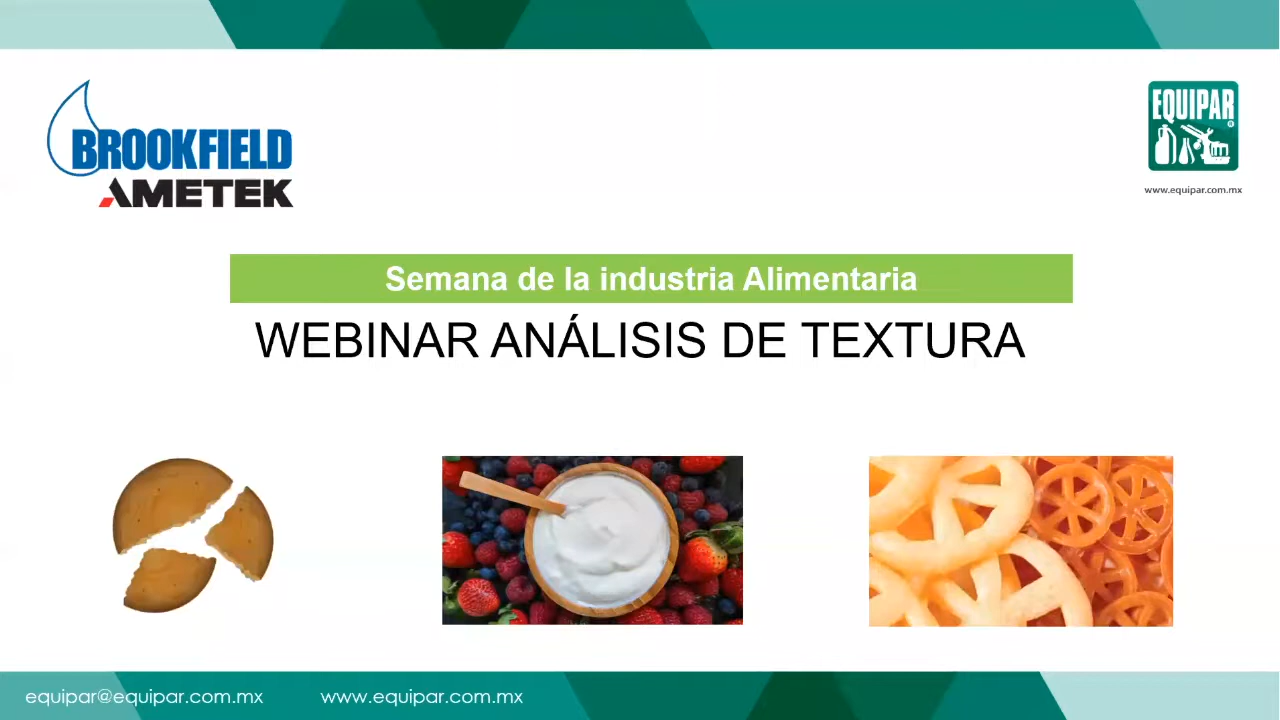 BROOKFIELD
AMETEK
EQUIPAR
www.equipar.com.mx
Semana de la industria Alimentaria
WEBINAR ANÁLISIS DE TEXTURA
equipar@equipar.com.mx www.equipar.com.mx